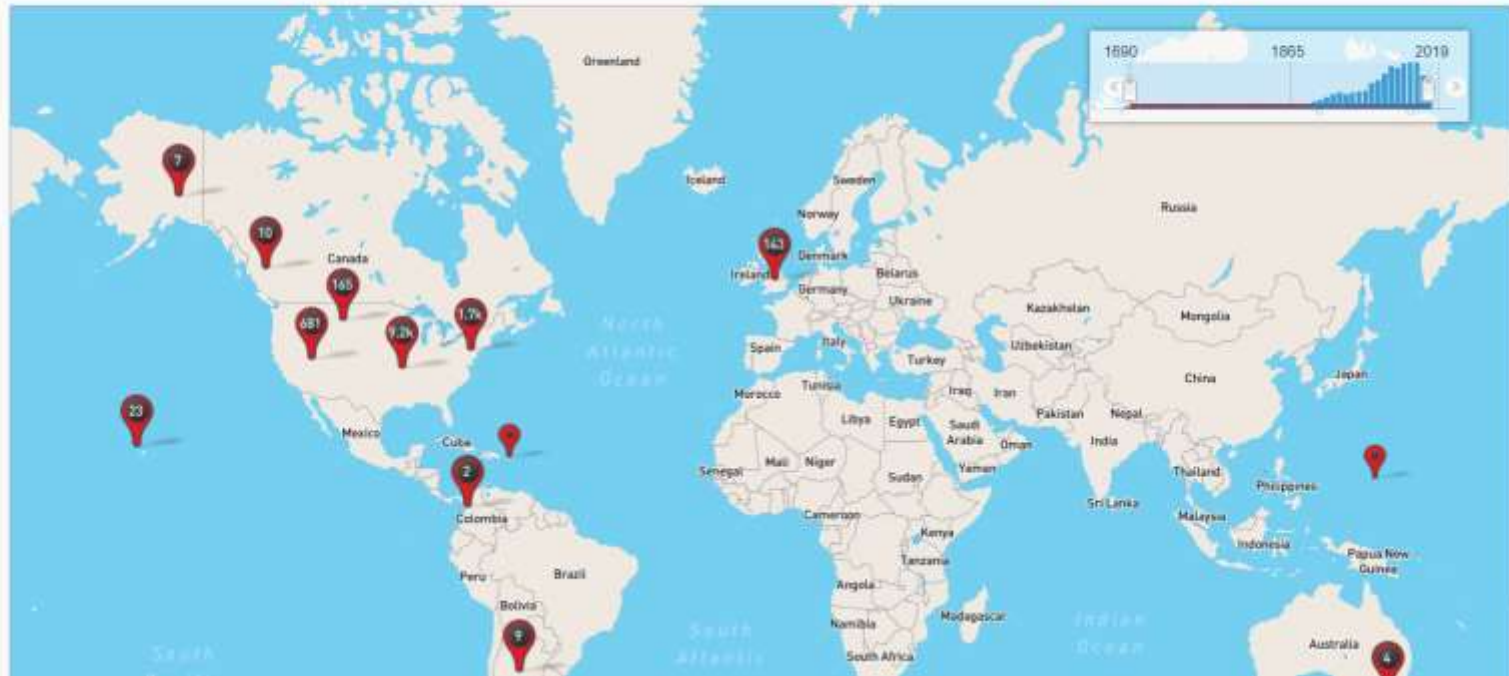 1690 1865 2019
Greenland
7
Iceland
Sweden
Russia
Norway
10
143
Canada
Denmark
Ireland
Belarus
165
Germany
Ukraine
Kazakhstan
681
9.2k
1.7k
Mongolia
North
Atlantic
Ocean
Spain
Italy
Uzbekistan
Turkey
China
Japan
Morocco
Tunisia
Iraq
Iran
23
Libya
Egypt
Pakistan
Nepal
Mexico
Cuba
Saudi
Arabia
Oman
India
2
Senegal
Mali
Niger
Sudan
Yemen
Thailand
Philippines
Sri Lanka
Colombia
Cameroon
Malaysia
Kenya
Indonesia
Papua New
Guinea
Peru
Brazil
Tanzania
Angola
Bolivia
Namibia
Madagascar
Indian
Ocean
9
South
Atlantic
South Africa
Australia
4
South